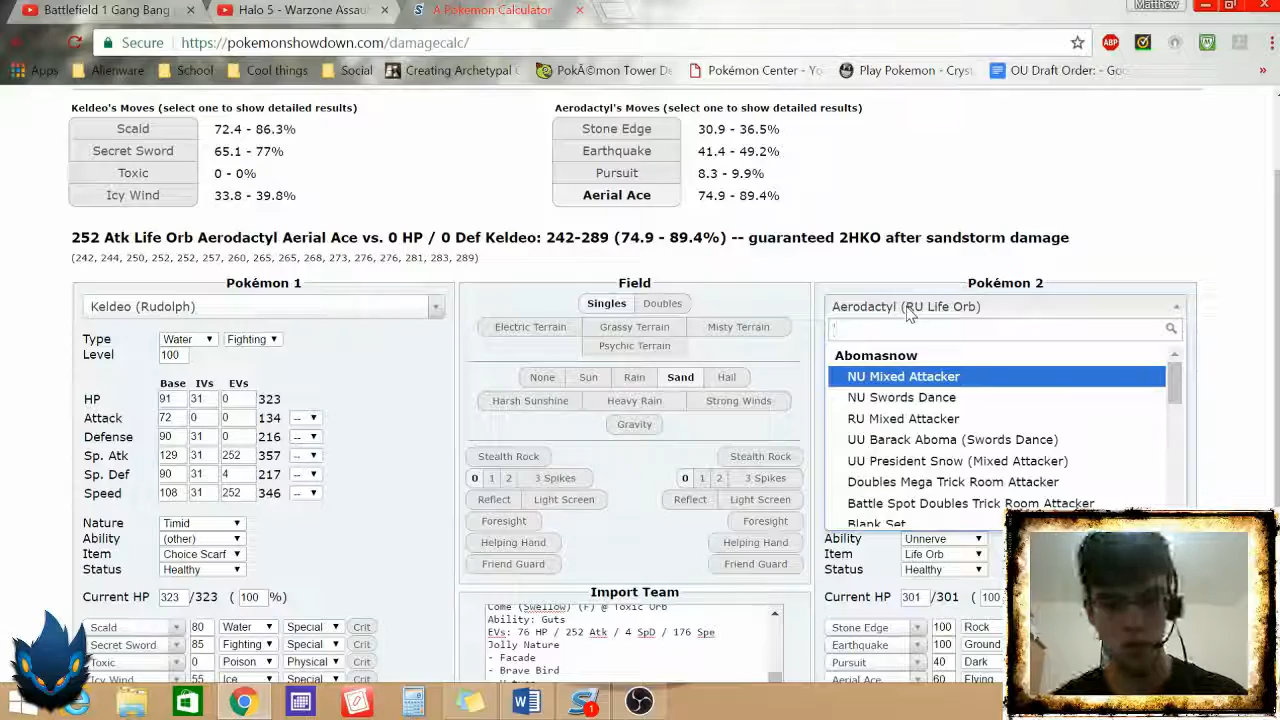 Battlefield 1 Gang Bang
Halo 5 - Warzone Assau
A Pokemon Calculator
Matthew
Secure https://pokemonshowdown.com/damagecalc/
ABP
Apps Alienware School Cool things Social Creating Archetypal C PokÃ©mon Tower De Pokémon Center - Yo Play Pokemon - Cryst OU Draft Order: - Goo »
Keldeo's Moves (select one to show detailed results)
Scald 72.4 - 86.3%
Secret Sword 65.1 - 77%
Toxic 0 - 0%
Icy Wind 33.8 - 39.8%
Aerodactyl's Moves (select one to show detailed results)
Stone Edge 30.9 - 36.5%
Earthquake 41.4 - 49.2%
Pursuit 8.3 - 9.9%
Aerial Ace 74.9 - 89.4%
252 Atk Life Orb Aerodactyl Aerial Ace vs. 0 HP / 0 Def Keldeo: 242-289 (74.9 - 89.4%) -- guaranteed 2HKO after sandstorm damage
(242, 244, 250, 252, 252, 257, 260, 265, 265, 268, 273, 276, 276, 281, 283, 289)
Pokémon 1
Keldeo (Rudolph)
Type Water Fighting
Level 100
Base IVs EVs
HP 91 31 0 323
Attack 72 31 0 134 --
Defense 90 31 0 216 --
Sp. Atk 129 31 252 357 --
Sp. Def 90 31 4 217 --
Speed 108 31 252 346 --
Nature Timid
Ability (other)
Item Choice Scarf
Status Healthy
Current HP 323 /323 ( 100 %)
Scald 80 Water Special Crit
Secret Sword 85 Fighting Special Crit
Toxic 0 Poison Physical Crit
Icy Wind 55 Ice Special Crit
Field
Singles Doubles
Electric Terrain Grassy Terrain Misty Terrain
Psychic Terrain
None Sun Rain Sand Hail
Harsh Sunshine Heavy Rain Strong Winds
Gravity
Stealth Rock Stealth Rock
0 1 2 3 Spikes 0 1 2 3 Spikes
Reflect Light Screen Reflect Light Screen
Foresight Foresight
Helping Hand Helping Hand
Friend Guard Friend Guard
Import Team
Come (Swellow) (F) @ Toxic Orb
Ability: Guts
EVs: 76 HP / 252 Atk / 4 SpD / 176 Spe
Jolly Nature
- Facade
- Brave Bird
Pokémon 2
Aerodactyl (RU Life Orb)
Abomasnow
NU Mixed Attacker
NU Swords Dance
RU Mixed Attacker
UU Barack Aboma (Swords Dance)
UU President Snow (Mixed Attacker)
Doubles Mega Trick Room Attacker
Battle Spot Doubles Trick Room Attacker
Blank Set
Ability Unnerve
Item Life Orb
Status Healthy
Current HP 301 /301 ( 100
Stone Edge 100 Rock
Earthquake 100 Ground
Pursuit 40 Dark
Aerial Ace 60 Flying
1